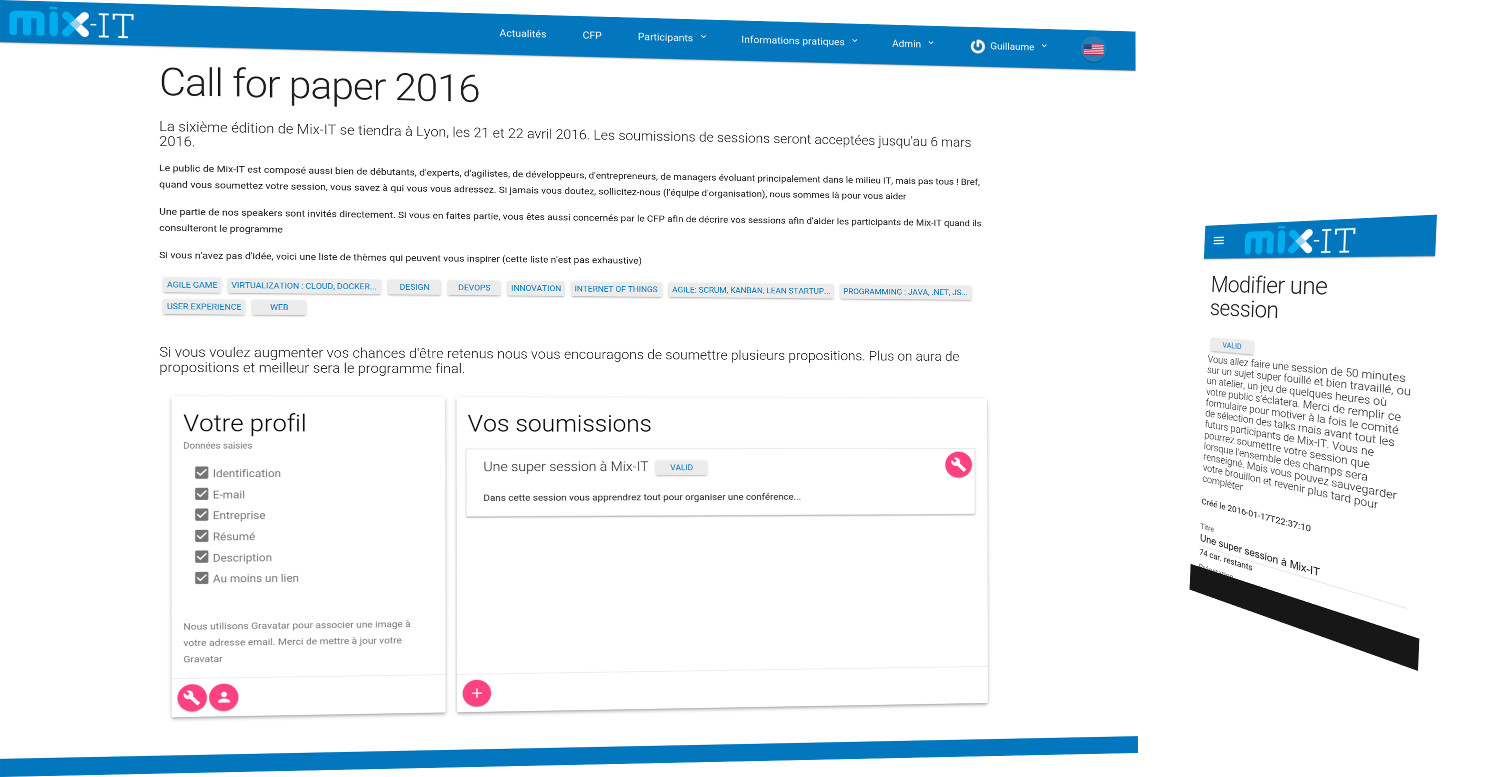 mix-IT
Actualités CFP Participants Informations pratiques Admin Guillaume
Call for paper 2016
La sixième édition de Mix-IT se tiendra à Lyon, les 21 et 22 avril 2016. Les soumissions de sessions seront acceptées jusqu'au 6 mars
2016.
Le public de Mix-IT est composé aussi bien de débutants, d'experts, d'agilistes, de développeurs, d'entrepreneurs, de managers évoluant principalement dans le milieu IT, mais pas tous ! Bref,
quand vous soumettez votre session, vous savez à qui vous vous adressez. Si jamais vous doutez, sollicitez-nous (l'équipe d'organisation), nous sommes là pour vous aider
Une partie de nos speakers sont invités directement. Si vous en faites partie, vous êtes aussi concernés par le CFP afin de décrire vos sessions afin d'aider les participants de Mix-IT quand ils
consulteront le programme
Si vous n'avez pas d'idée, voici une liste de thèmes qui peuvent vous inspirer (cette liste n'est pas exhaustive)
AGILE GAME VIRTUALIZATION : CLOUD, DOCKER... DESIGN DEVOPS INNOVATION INTERNET OF THINGS AGILE: SCRUM, KANBAN, LEAN STARTUP... PROGRAMMING : JAVA, .NET, JS...
USER EXPERIENCE WEB
Si vous voulez augmenter vos chances d'être retenus nous vous encouragons de soumettre plusieurs propositions. Plus on aura de
propositions et meilleur sera le programme final.
Votre profil
Données saisies
Identification
E-mail
Entreprise
Résumé
Description
Au moins un lien
Nous utilisons Gravatar pour associer une image à
votre adresse email. Merci de mettre à jour votre
Gravatar
Vos soumissions
Une super session à Mix-IT VALID
Dans cette session vous apprendrez tout pour organiser une conférence...
mix-IT
Modifier une
session
VALID
Vous allez faire une session de 50 minutes
sur un sujet super fouillé et bien travaillé, ou
un atelier, un jeu de quelques heures où
votre public s'éclatera. Merci de remplir ce
formulaire pour motiver à la fois le comité
de sélection des talks mais avant tout les
futurs participants de Mix-IT. Vous ne
pourrez soumettre votre session que
lorsque l'ensemble des champs sera
renseigné. Mais vous pouvez sauvegarder
votre brouillon et revenir plus tard pour
compléter
Créé le 2016-01-17T22:37:10
Titre
Une super session à Mix-IT
74 car. restants